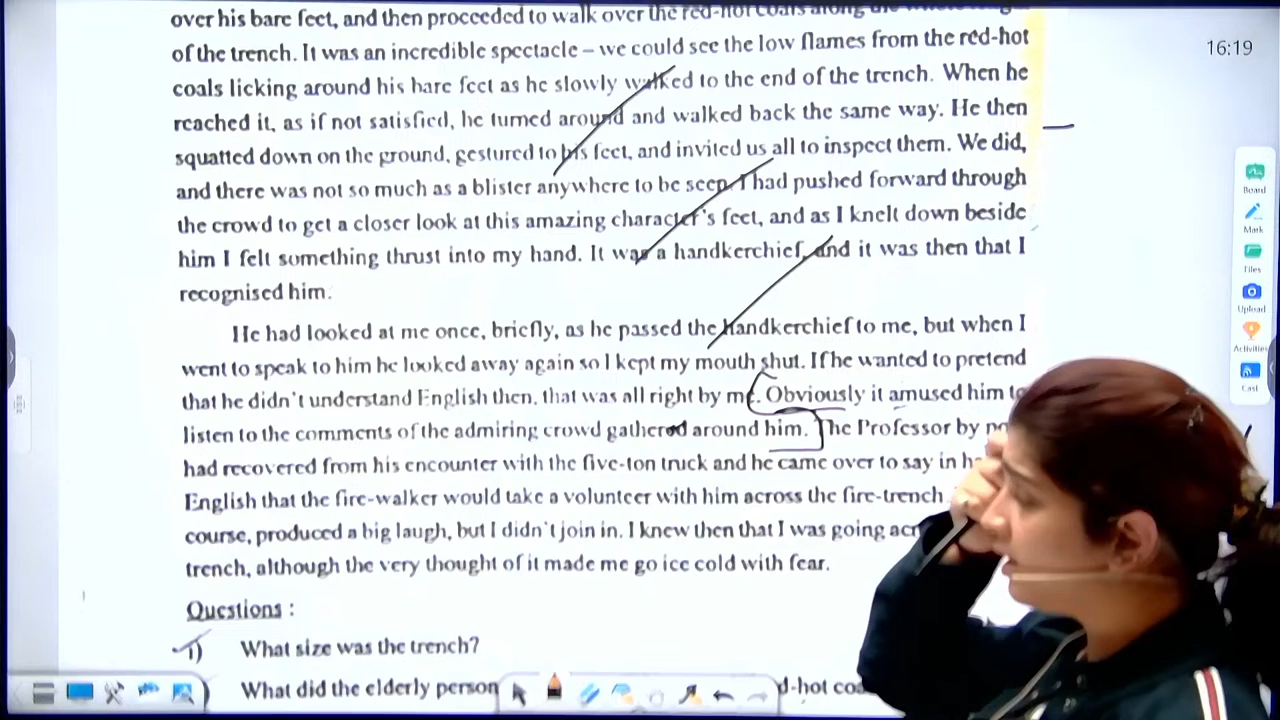 over his bare feet, and then proceeded to walk over the red-hot coals along the whole
of the trench. It was an incredible spectacle – we could see the low flames from the red-hot
coals licking around his bare feet as he slowly walked to the end of the trench. When he
reached it, as if not satisfied, he turned around and walked back the same way. He then
squatted down on the ground, gestured to his feet, and invited us all to inspect them. We did,
and there was not so much as a blister anywhere to be seen. I had pushed forward through
the crowd to get a closer look at this amazing character's feet, and as I knelt down beside
him I felt something thrust into my hand. It was a handkerchief, and it was then that I
recognised him.
He had looked at me once, briefly, as he passed the handkerchief to me, but when I
went to speak to him he looked away again so I kept my mouth shut. If he wanted to pretend
that he didn't understand English then, that was all right by me. Obviously it amused him to
listen to the comments of the admiring crowd gathered around him. The Professor by
had recovered from his encounter with the five-ton truck and he came over to say in
English that the fire-walker would take a volunteer with him across the fire-trench
course, produced a big laugh, but I didn't join in. I knew then that I was going
trench, although the very thought of it made me go ice cold with fear.
Questions :
1) What size was the trench?
What did the elderly person d-hot
16:19
Board
Mark
Files
Upload
Activities
Cast